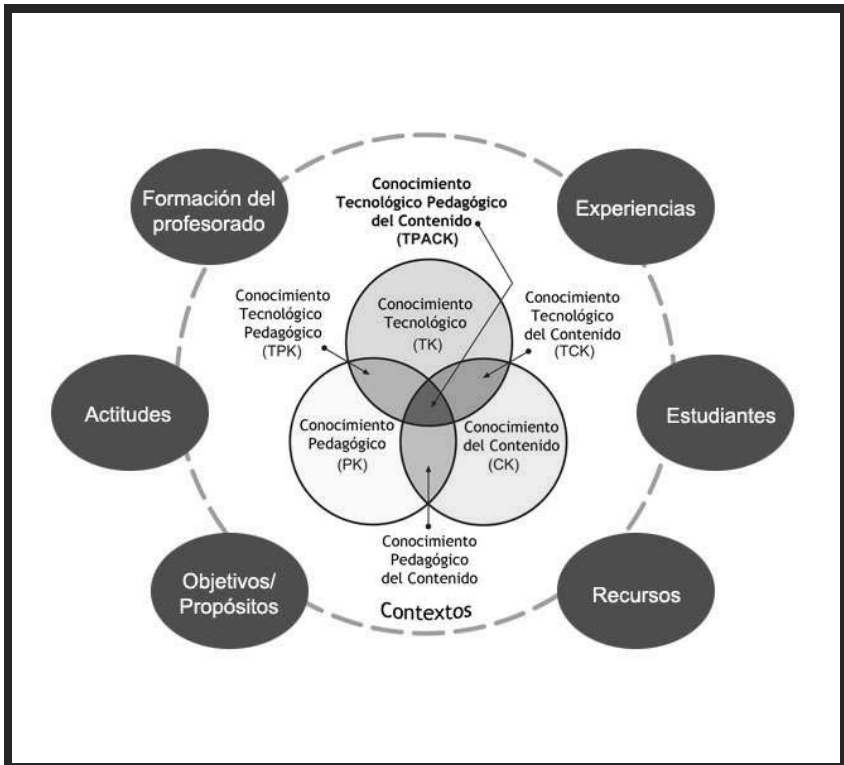 Formación del
profesorado
Conocimiento
Tecnológico Pedagógico
del Contenido
(TPACK)
Experiencias
Conocimiento
Tecnológico
Pedagógico
(TPK)
Conocimiento
Tecnológico
(TK)
Conocimiento
Tecnológico
del Contenido
(TCK)
Actitudes
Conocimiento
Pedagógico
(PK)
Conocimiento
del Contenido
(CK)
Estudiantes
Conocimiento
Pedagógico
del Contenido
Objetivos/
Propósitos
Contextos
Recursos